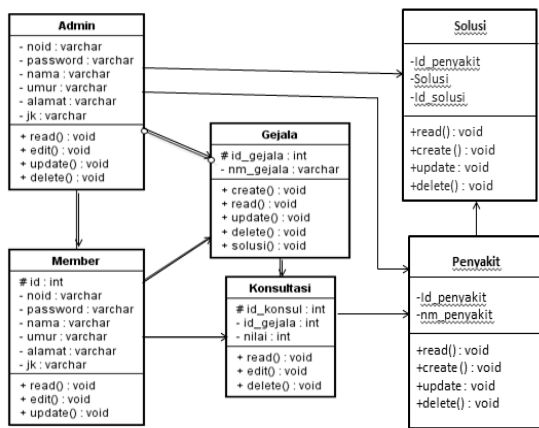 Admin
- noid : varchar
- password : varchar
- nama : varchar
- umur : varchar
- alamat : varchar
- jk : varchar
+ read() : void
+ edit() : void
+ update() : void
+ delete() : void
Gejala
# id_gejala : int
- nm_gejala : varchar
+ create() : void
+ read() : void
+ update() : void
+ delete() : void
+ solusi() : void
Solusi
-Id_penyakit
-Solusi
-Id_solusi
+read() : void
+create() : void
+update : void
+delete() : void
Member
# id : int
- noid : varchar
- password : varchar
- nama : varchar
- umur : varchar
- alamat : varchar
- jk : varchar
+ read() : void
+ edit() : void
+ update() : void
Konsultasi
# id_konsul : int
- id_gejala : int
- nilai : int
+ read() : void
+ edit() : void
+ delete() : void
Penyakit
-Id_penyakit
-nm_penyakit
+read() : void
+create() : void
+update : void
+delete() : void